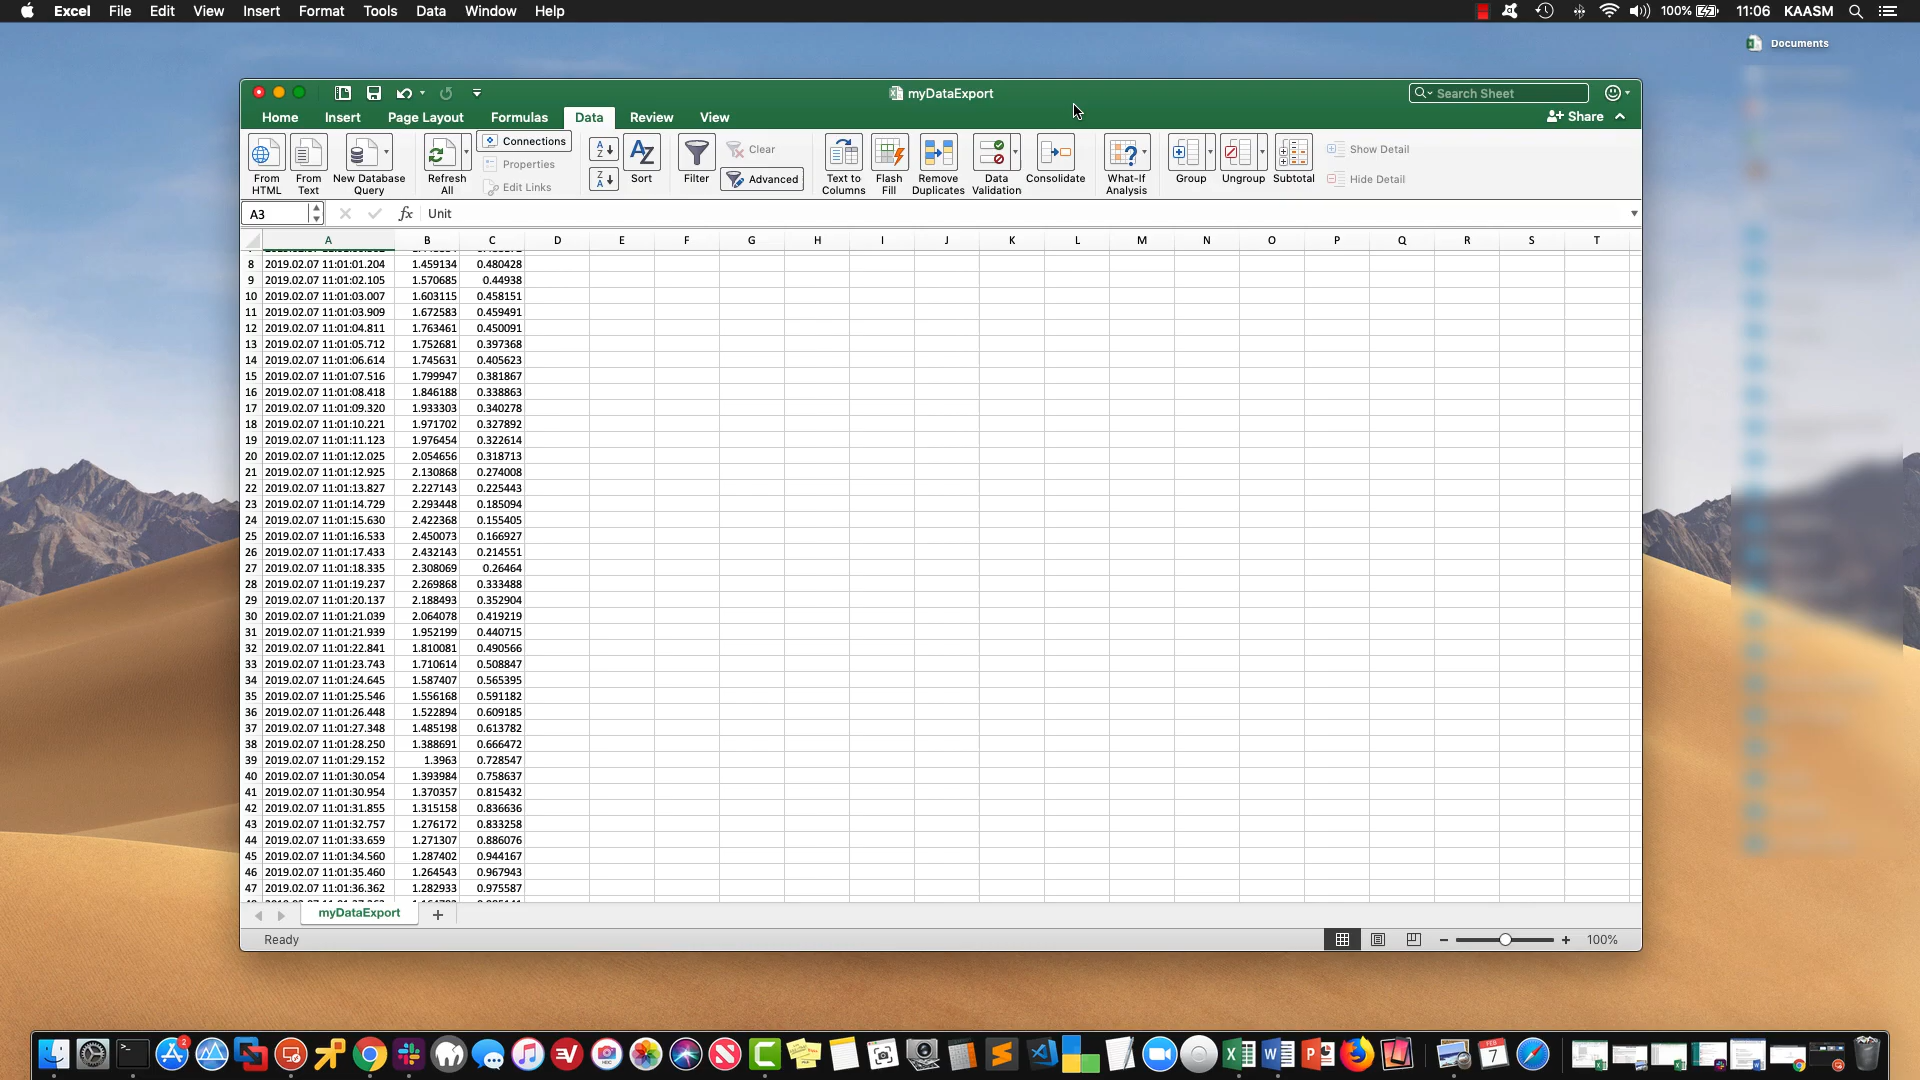 Excel File Edit View Insert Format Tools Data Window Help 100% 11:06 KAASM
Documents
myDataExport Search Sheet
Home Insert Page Layout Formulas Data Review View Share
From HTML From Text New Database Query Refresh All Connections Properties Edit Links Sort Filter Clear Advanced Text to Columns Flash Fill Remove Duplicates Data Validation Consolidate What-If Analysis Group Ungroup Subtotal Show Detail Hide Detail
A3 fx Unit
A B C D E F G H I J K L M N O P Q R S T
8 2019.02.07 11:01:01.204 1.459134 0.480428
9 2019.02.07 11:01:02.105 1.570685 0.44938
10 2019.02.07 11:01:03.007 1.603115 0.458151
11 2019.02.07 11:01:03.909 1.672583 0.459491
12 2019.02.07 11:01:04.811 1.763461 0.450091
13 2019.02.07 11:01:05.712 1.752681 0.397368
14 2019.02.07 11:01:06.614 1.745631 0.405623
15 2019.02.07 11:01:07.516 1.799947 0.381867
16 2019.02.07 11:01:08.418 1.846188 0.338863
17 2019.02.07 11:01:09.320 1.933303 0.340278
18 2019.02.07 11:01:10.221 1.971702 0.327892
19 2019.02.07 11:01:11.123 1.976454 0.322614
20 2019.02.07 11:01:12.025 2.054656 0.318713
21 2019.02.07 11:01:12.925 2.130868 0.274008
22 2019.02.07 11:01:13.827 2.227143 0.225443
23 2019.02.07 11:01:14.729 2.293448 0.185094
24 2019.02.07 11:01:15.630 2.422368 0.155405
25 2019.02.07 11:01:16.533 2.450073 0.166927
26 2019.02.07 11:01:17.433 2.432143 0.214551
27 2019.02.07 11:01:18.335 2.308069 0.26464
28 2019.02.07 11:01:19.237 2.269868 0.333488
29 2019.02.07 11:01:20.137 2.188493 0.352904
30 2019.02.07 11:01:21.039 2.064078 0.419219
31 2019.02.07 11:01:21.939 1.952199 0.440715
32 2019.02.07 11:01:22.841 1.810081 0.490566
33 2019.02.07 11:01:23.743 1.710614 0.508847
34 2019.02.07 11:01:24.645 1.587407 0.565395
35 2019.02.07 11:01:25.546 1.556168 0.591182
36 2019.02.07 11:01:26.448 1.522894 0.609185
37 2019.02.07 11:01:27.348 1.485198 0.613782
38 2019.02.07 11:01:28.250 1.388691 0.666472
39 2019.02.07 11:01:29.152 1.3963 0.728547
40 2019.02.07 11:01:30.054 1.393984 0.758637
41 2019.02.07 11:01:30.954 1.370357 0.815432
42 2019.02.07 11:01:31.855 1.315158 0.836636
43 2019.02.07 11:01:32.757 1.276172 0.833258
44 2019.02.07 11:01:33.659 1.271307 0.886076
45 2019.02.07 11:01:34.560 1.287402 0.944167
46 2019.02.07 11:01:35.460 1.264543 0.967943
47 2019.02.07 11:01:36.362 1.282933 0.975587
myDataExport
Ready 100%
2 FEB 7